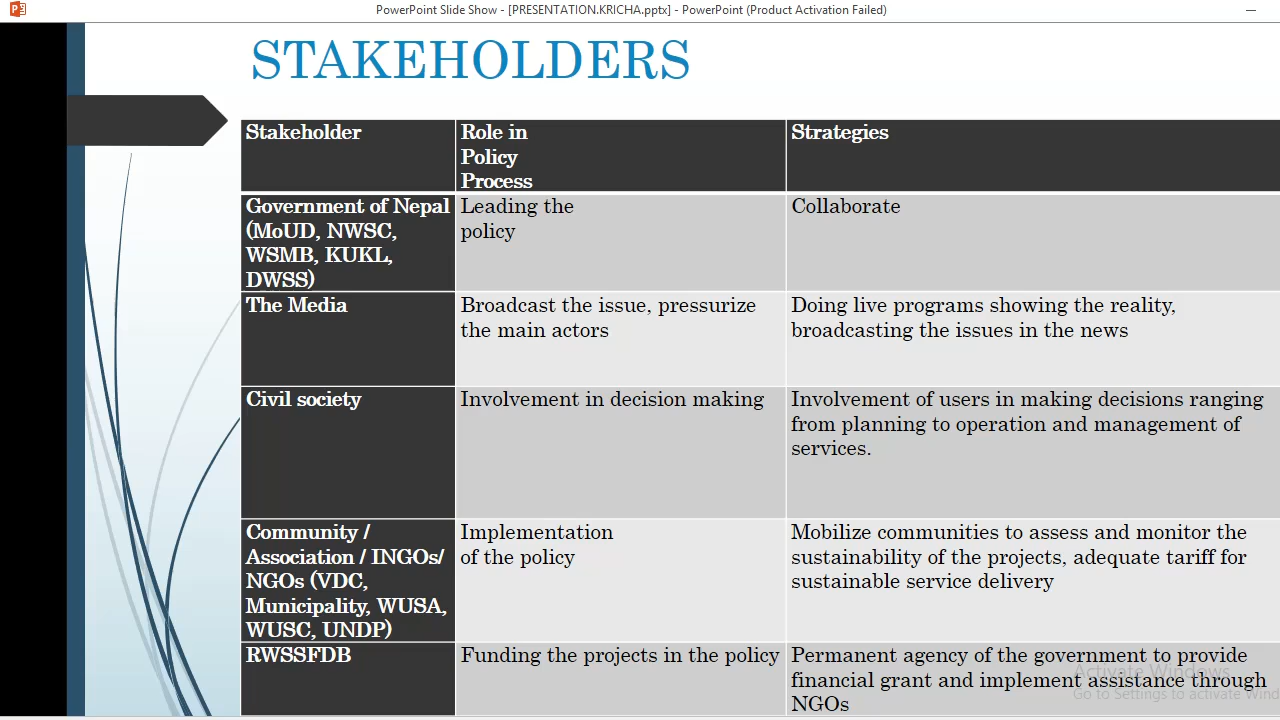 PowerPoint Slide Show - [PRESENTATION.KRICHA.pptx] - PowerPoint (Product Activation Failed)
STAKEHOLDERS
Stakeholder
Role in
Policy
Process
Strategies
Government of Nepal
(MoUD, NWSC,
WSMB, KUKL,
DWSS)
Leading the
policy
Collaborate
The Media
Broadcast the issue, pressurize
the main actors
Doing live programs showing the reality,
broadcasting the issues in the news
Civil society
Involvement in decision making
Involvement of users in making decisions ranging
from planning to operation and management of
services.
Community /
Association / INGOs/
NGOs (VDC,
Municipality, WUSA,
WUSC, UNDP)
Implementation
of the policy
Mobilize communities to assess and monitor the
sustainability of the projects, adequate tariff for
sustainable service delivery
RWSSFDB
Funding the projects in the policy
Permanent agency of the government to provide
financial grant and implement assistance through
NGOs
Activate Windows
Go to Settings to activate Wind